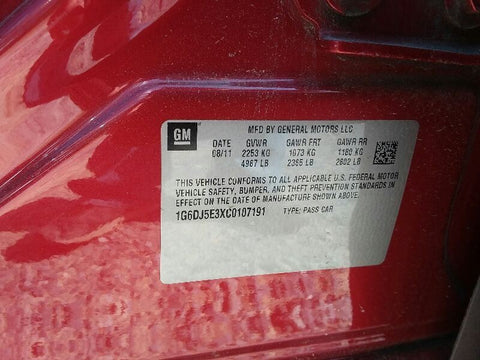 GM
MFD BY GENERAL MOTORS LLC
DATE GVWR GAWR FRT GAWR RR
08/11 2253 KG 1073 KG 1180 KG
4967 LB 2365 LB 2602 LB
THIS VEHICLE CONFORMS TO ALL APPLICABLE U.S. FEDERAL MOTOR
VEHICLE SAFETY, BUMPER, AND THEFT PREVENTION STANDARDS IN
EFFECT ON THE DATE OF MANUFACTURE SHOWN ABOVE.
1G6DJ5E3XC0107191 TYPE: PASS CAR